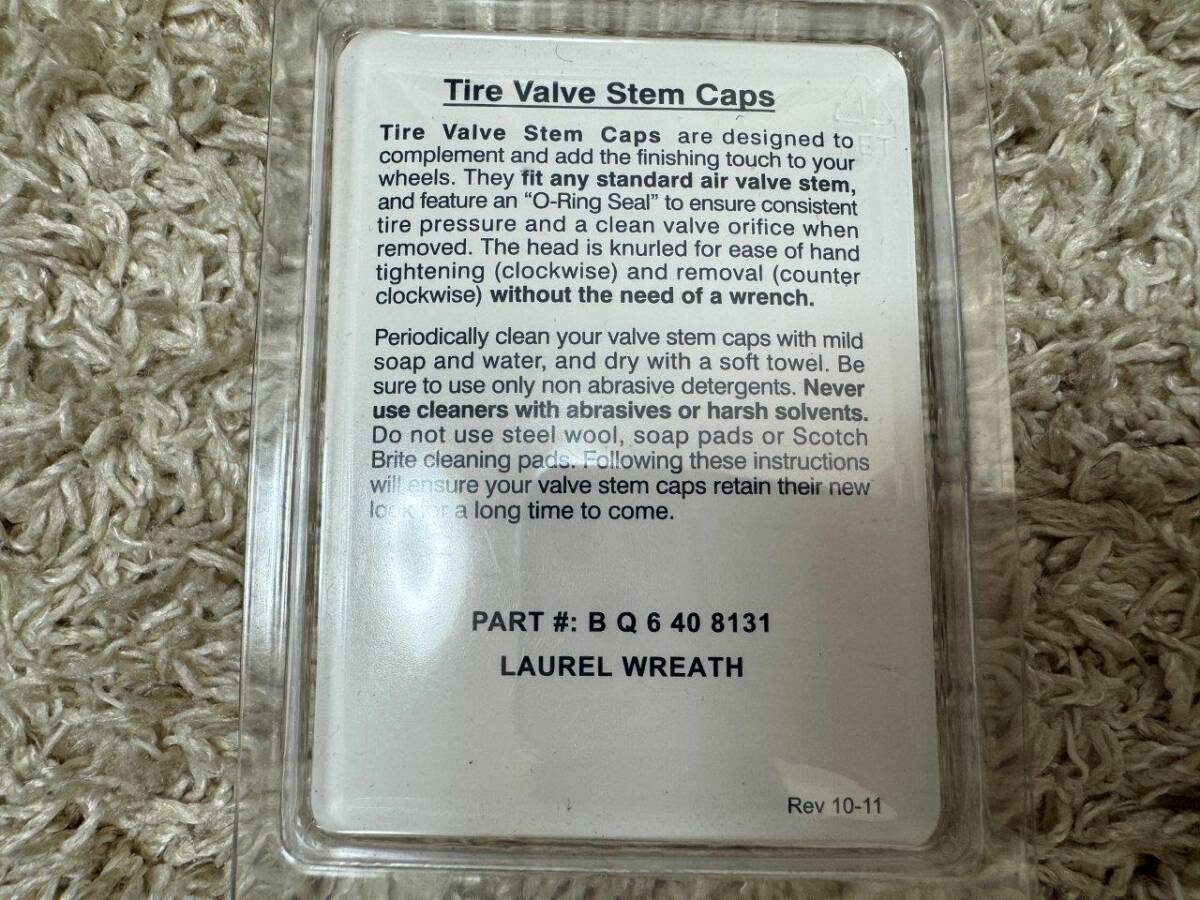 Tire Valve Stem Caps
Tire Valve Stem Caps are designed to
complement and add the finishing touch to your
wheels. They fit any standard air valve stem,
and feature an “O-Ring Seal” to ensure consistent
tire pressure and a clean valve orifice when
removed. The head is knurled for ease of hand
tightening (clockwise) and removal (counter
clockwise) without the need of a wrench.
Periodically clean your valve stem caps with mild
soap and water, and dry with a soft towel. Be
sure to use only non abrasive detergents. Never
use cleaners with abrasives or harsh solvents.
Do not use steel wool, soap pads or Scotch
Brite cleaning pads. Following these instructions
will ensure your valve stem caps retain their new
look for a long time to come.
PART #: B Q 6 40 8131
LAUREL WREATH
Rev 10-11